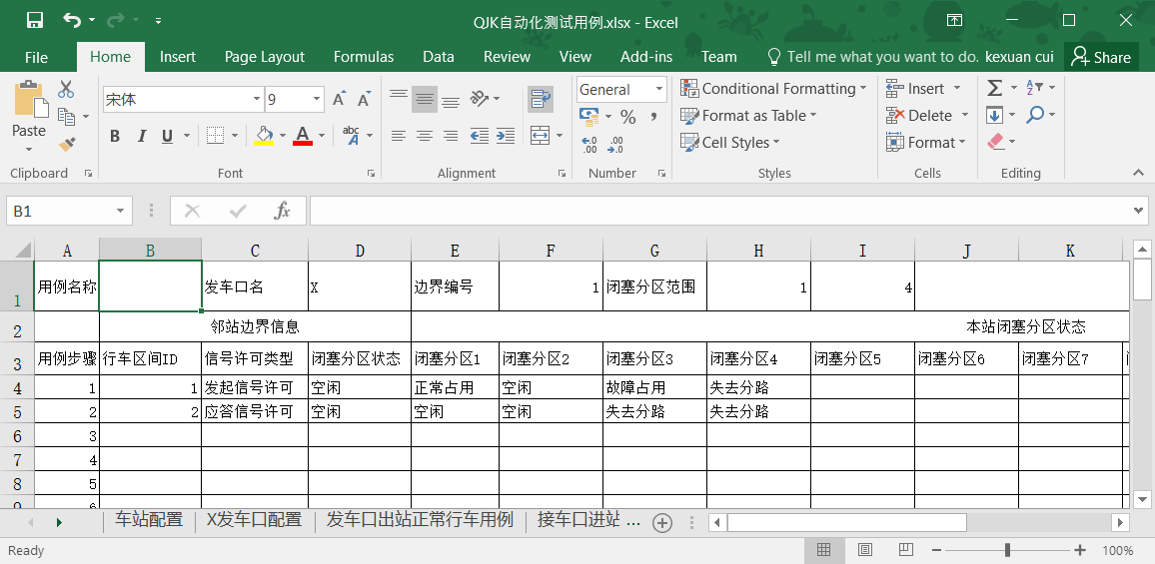 QJK自动化测试用例.xlsx - Excel
File Home Insert Page Layout Formulas Data Review View Add-ins Team Tell me what you want to do. kexuan cui Share
宋体 9 General Conditional Formatting Insert
Paste Format as Table Delete
B I U abc A % , Cell Styles Format
Clipboard Font Alignment Number Styles Cells Editing
B1 fx
A B C D E F G H I J K
1 用例名称 发车口名 X 边界编号 1 闭塞分区范围 1 4
2 邻站边界信息 本站闭塞分区状态
3 用例步骤 行车区间ID 信号许可类型 闭塞分区状态 闭塞分区1 闭塞分区2 闭塞分区3 闭塞分区4 闭塞分区5 闭塞分区6 闭塞分区7
4 1 1 发起信号许可 空闲 正常占用 空闲 故障占用 失去分路
5 2 2 应答信号许可 空闲 空闲 空闲 失去分路 失去分路
6 3
7 4
8 5
9 6
车站配置 X发车口配置 发车口出站正常行车用例 接车口进站 ...
Ready 100%